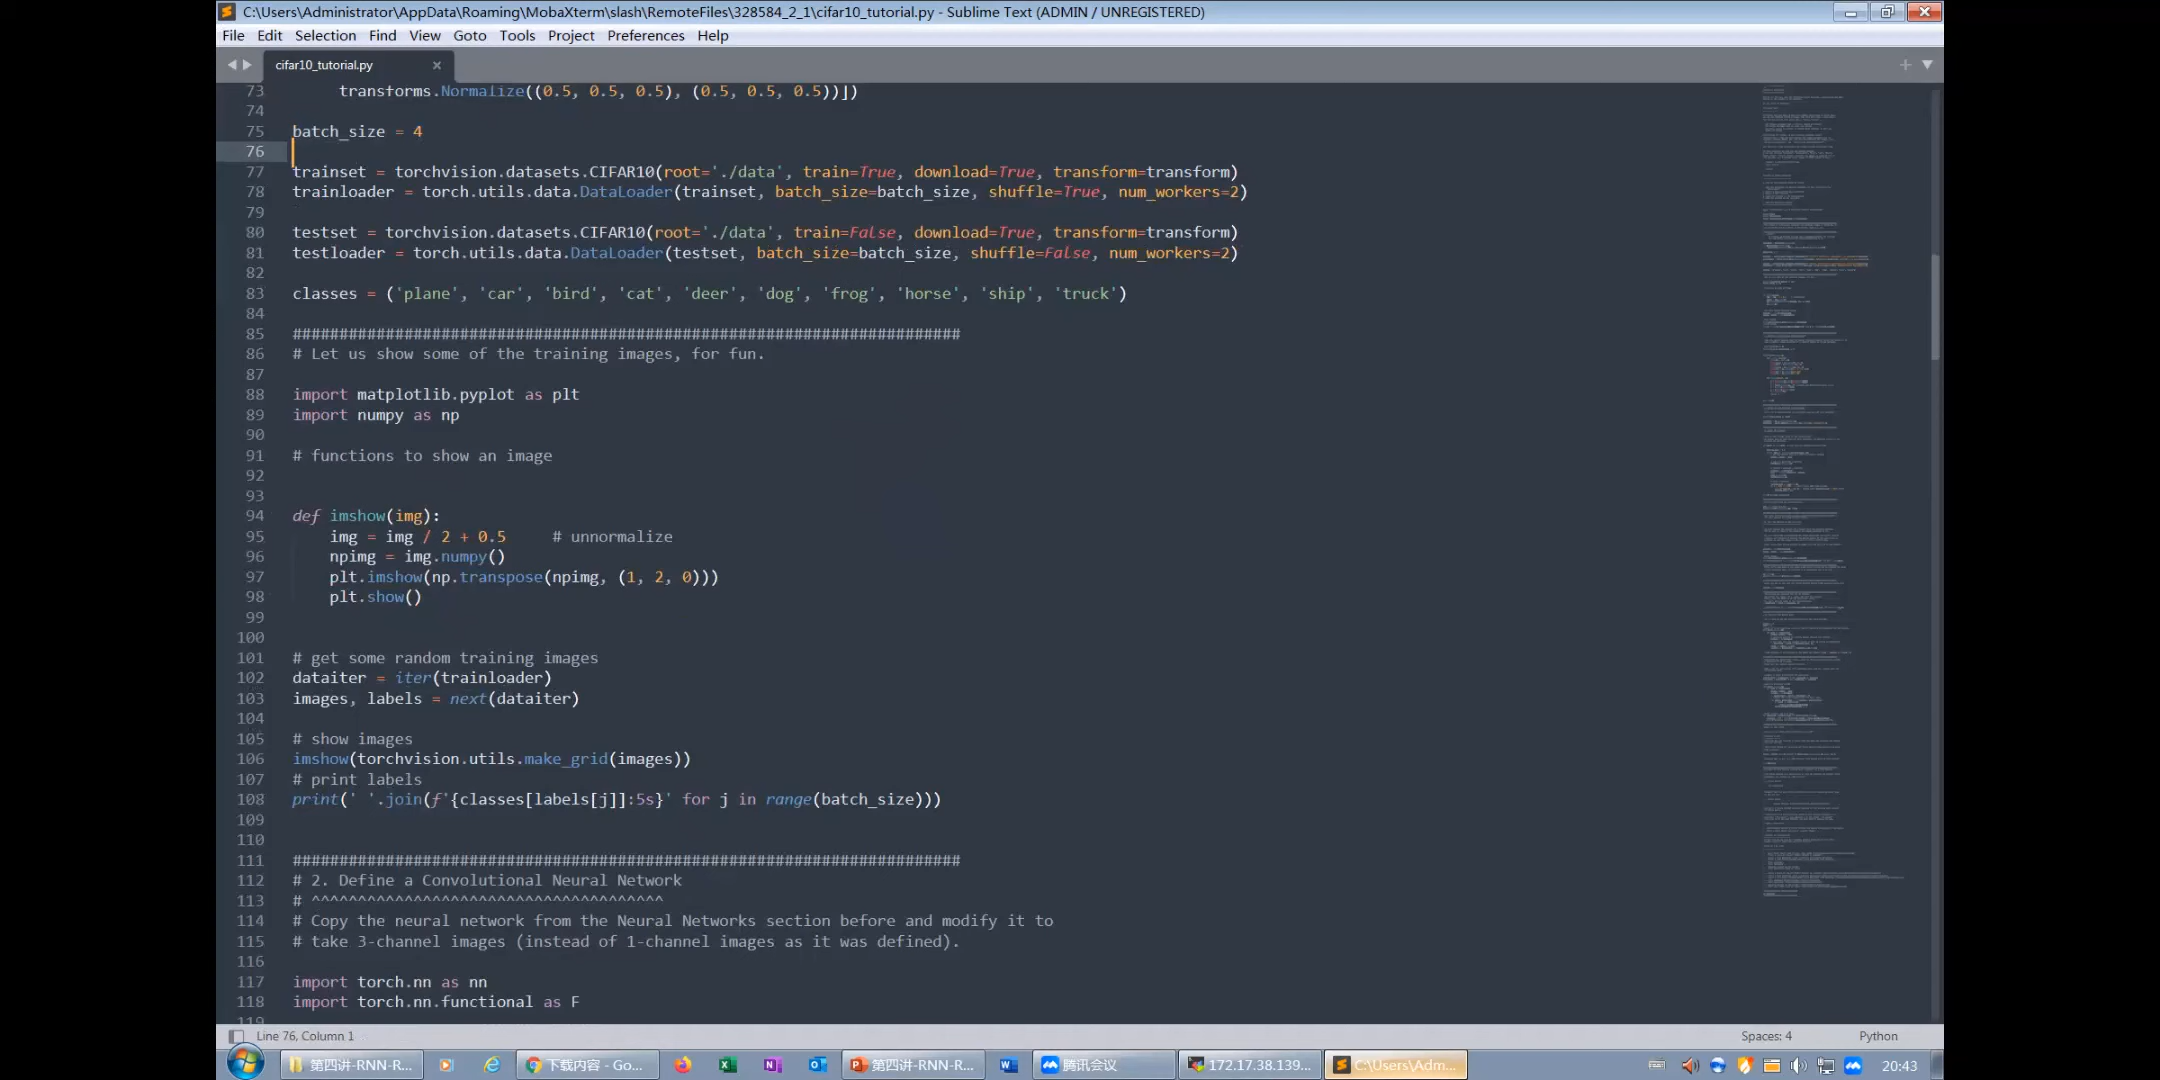 C:\Users\Administrator\AppData\Roaming\MobaXterm\slash\RemoteFiles\328584_2_1\cifar10_tutorial.py - Sublime Text (ADMIN / UNREGISTERED)
File Edit Selection Find View Goto Tools Project Preferences Help
cifar10_tutorial.py
73 transforms.Normalize((0.5, 0.5, 0.5), (0.5, 0.5, 0.5))])
74
75 batch_size = 4
76
77 trainset = torchvision.datasets.CIFAR10(root='./data', train=True, download=True, transform=transform)
78 trainloader = torch.utils.data.DataLoader(trainset, batch_size=batch_size, shuffle=True, num_workers=2)
79
80 testset = torchvision.datasets.CIFAR10(root='./data', train=False, download=True, transform=transform)
81 testloader = torch.utils.data.DataLoader(testset, batch_size=batch_size, shuffle=False, num_workers=2)
82
83 classes = ('plane', 'car', 'bird', 'cat', 'deer', 'dog', 'frog', 'horse', 'ship', 'truck')
84
85 ########################################################################
86 # Let us show some of the training images, for fun.
87
88 import matplotlib.pyplot as plt
89 import numpy as np
90
91 # functions to show an image
92
93
94 def imshow(img):
95 img = img / 2 + 0.5     # unnormalize
96 npimg = img.numpy()
97 plt.imshow(np.transpose(npimg, (1, 2, 0)))
98 plt.show()
99
100
101 # get some random training images
102 dataiter = iter(trainloader)
103 images, labels = next(dataiter)
104
105 # show images
106 imshow(torchvision.utils.make_grid(images))
107 # print labels
108 print(' '.join(f'{classes[labels[j]]:5s}' for j in range(batch_size)))
109
110
111 ########################################################################
112 # 2. Define a Convolutional Neural Network
113 # ^^^^^^^^^^^^^^^^^^^^^^^^^^^^^^^^^^^^^^
114 # Copy the neural network from the Neural Networks section before and modify it to
115 # take 3-channel images (instead of 1-channel images as it was defined).
116
117 import torch.nn as nn
118 import torch.nn.functional as F
119
Line 76, Column 1 Spaces: 4 Python
第四讲-RNN-R... 下载内容 - Go... 第四讲-RNN-R... 腾讯会议 172.17.38.139... C:\Users\Adm... 20:43